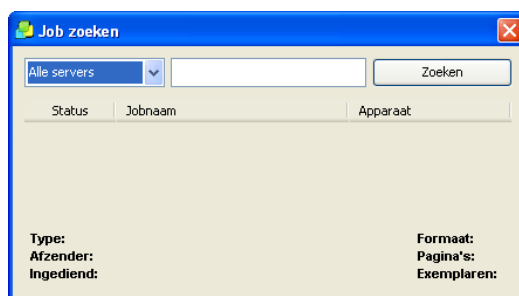 Job zoeken
Alle servers Zoeken
Status Jobnaam Apparaat
Type: Formaat:
Afzender: Pagina's:
Ingediend: Exemplaren: